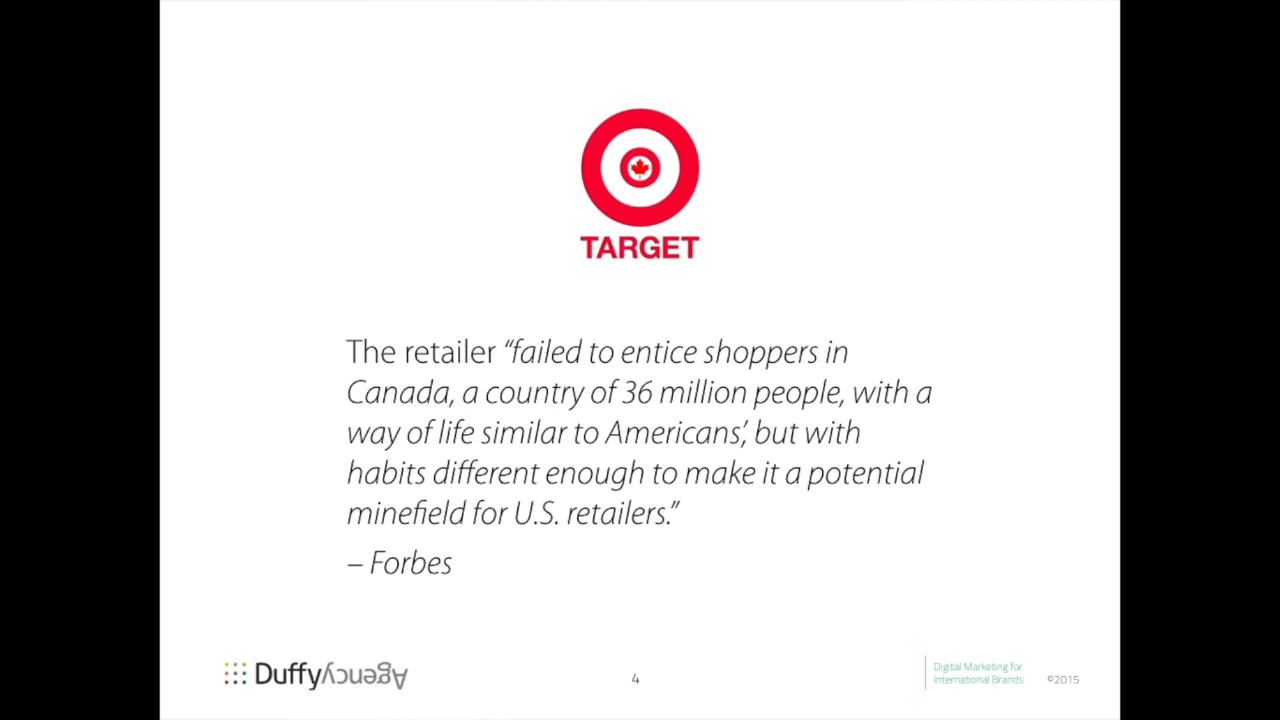 TARGET
The retailer “failed to entice shoppers in
Canada, a country of 36 million people, with a
way of life similar to Americans’, but with
habits different enough to make it a potential
minefield for U.S. retailers.”
– Forbes
DuffyAgency
4
Digital Marketing for
International Brands
©2015